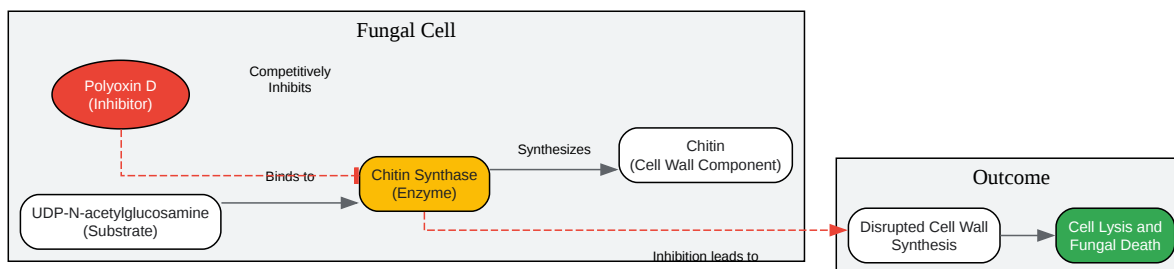 Fungal Cell
Polyoxin D
(Inhibitor)
Competitively
Inhibits
Binds to
UDP-N-acetylglucosamine
(Substrate)
Chitin Synthase
(Enzyme)
Synthesizes
Chitin
(Cell Wall Component)
Inhibition leads to
Outcome
Disrupted Cell Wall
Synthesis
Cell Lysis and
Fungal Death